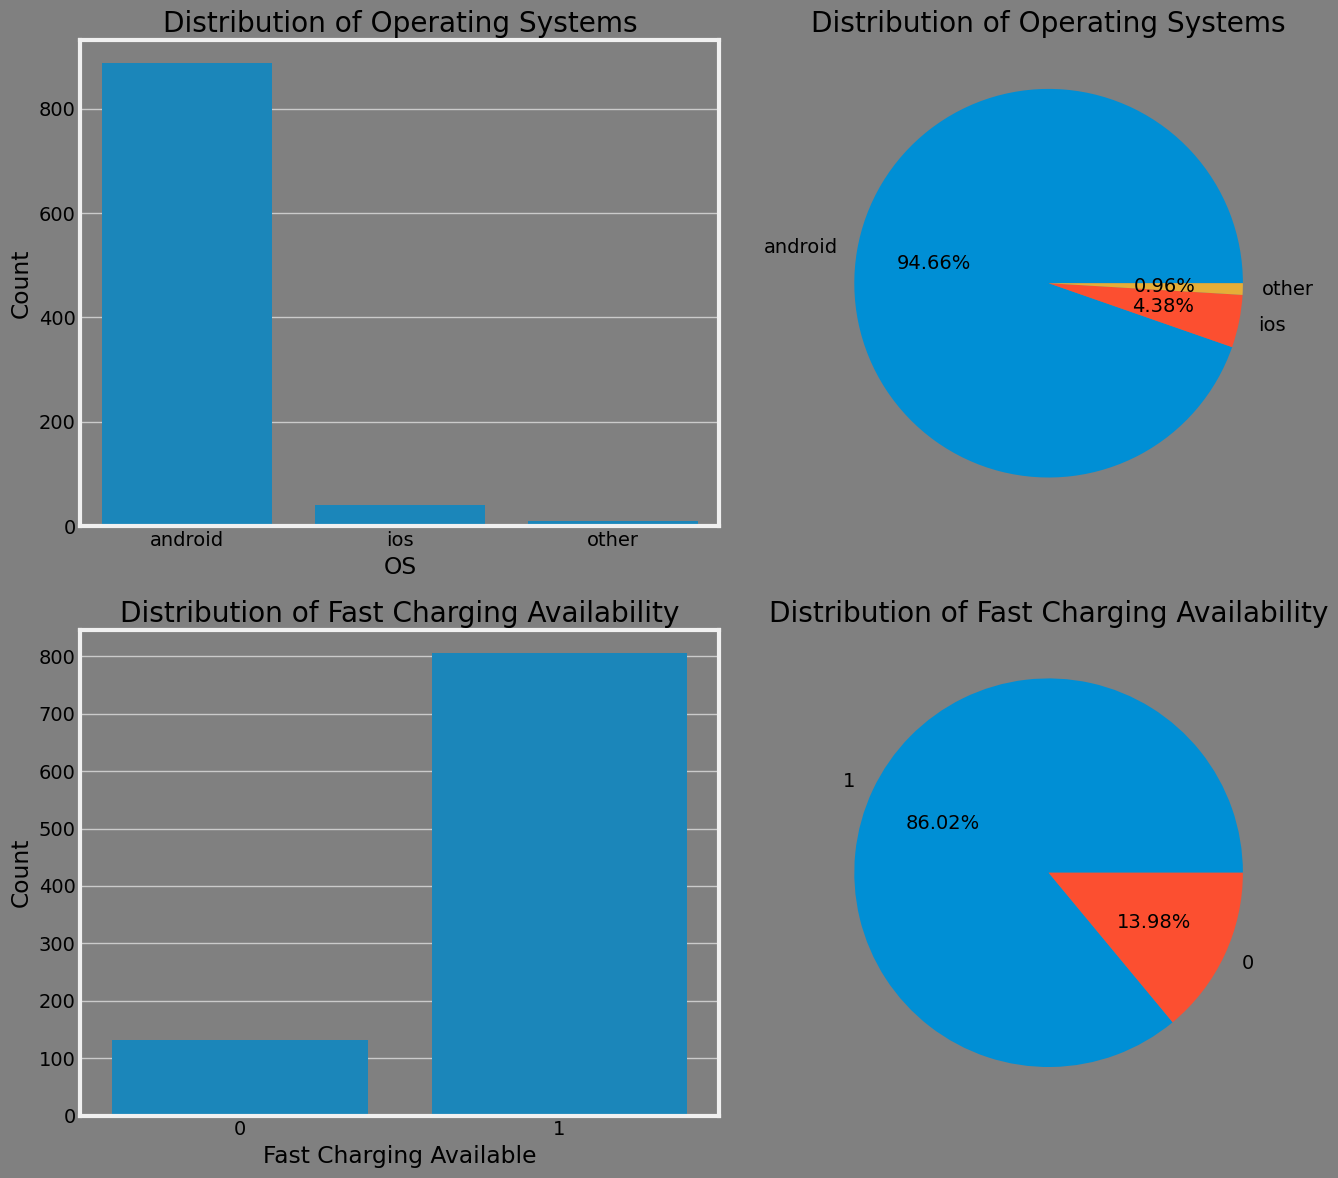 Distribution of Operating Systems
800
600
400
200
0
Count
android
ios
other
OS
Distribution of Operating Systems
android
94.66%
0.96%
other
4.38%
ios
Distribution of Fast Charging Availability
800
700
600
500
400
300
200
100
0
Count
0
1
Fast Charging Available
Distribution of Fast Charging Availability
1
86.02%
13.98%
0